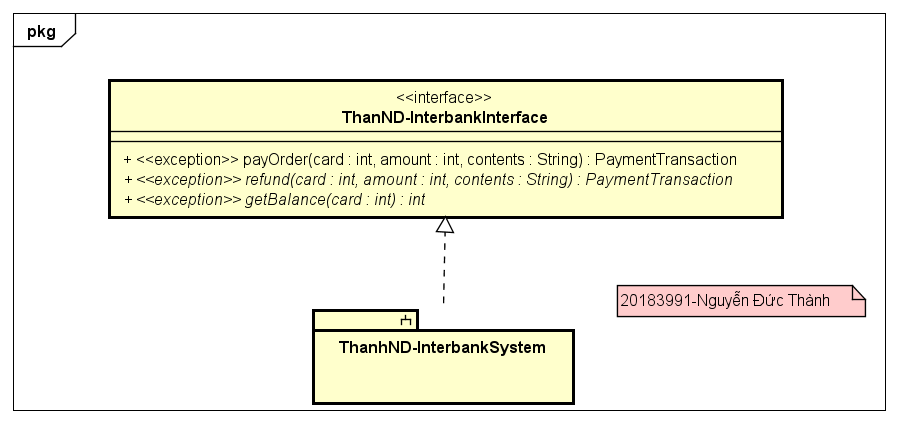 pkg
<<interface>>
ThanND-InterbankInterface
+ <<exception>> payOrder(card : int, amount : int, contents : String) : PaymentTransaction
+ <<exception>> refund(card : int, amount : int, contents : String) : PaymentTransaction
+ <<exception>> getBalance(card : int) : int
20183991-Nguyễn Đức Thành
ThanhND-InterbankSystem